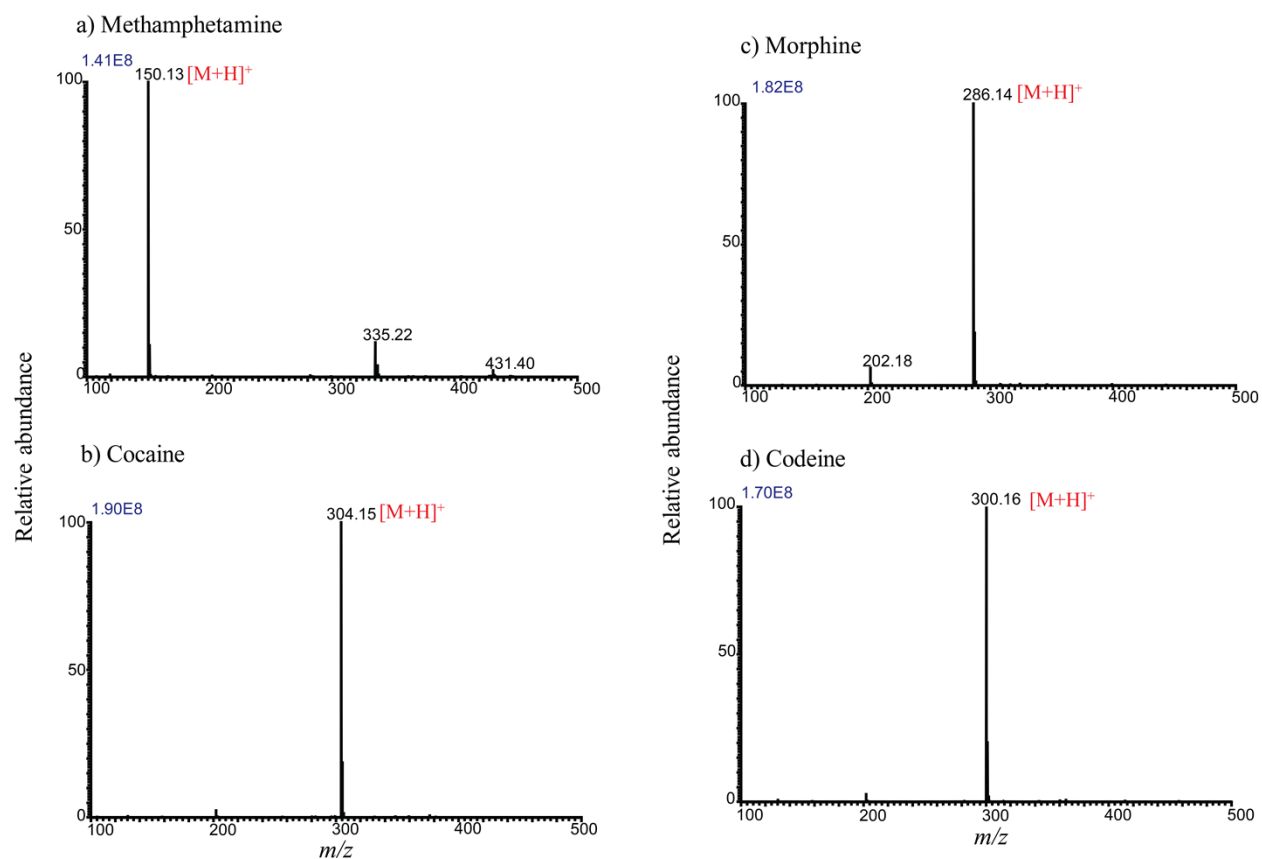 a) Methamphetamine
1.41E8
150.13 [M+H]+
100
50
0
335.22
431.40
100 200 300 400 500
b) Cocaine
1.90E8
304.15 [M+H]+
100
50
0
100 200 300 400 500
m/z
Relative abundance
c) Morphine
1.82E8
286.14 [M+H]+
100
50
0
202.18
100 200 300 400 500
d) Codeine
1.70E8
300.16 [M+H]+
100
50
0
100 200 300 400 500
m/z
Relative abundance